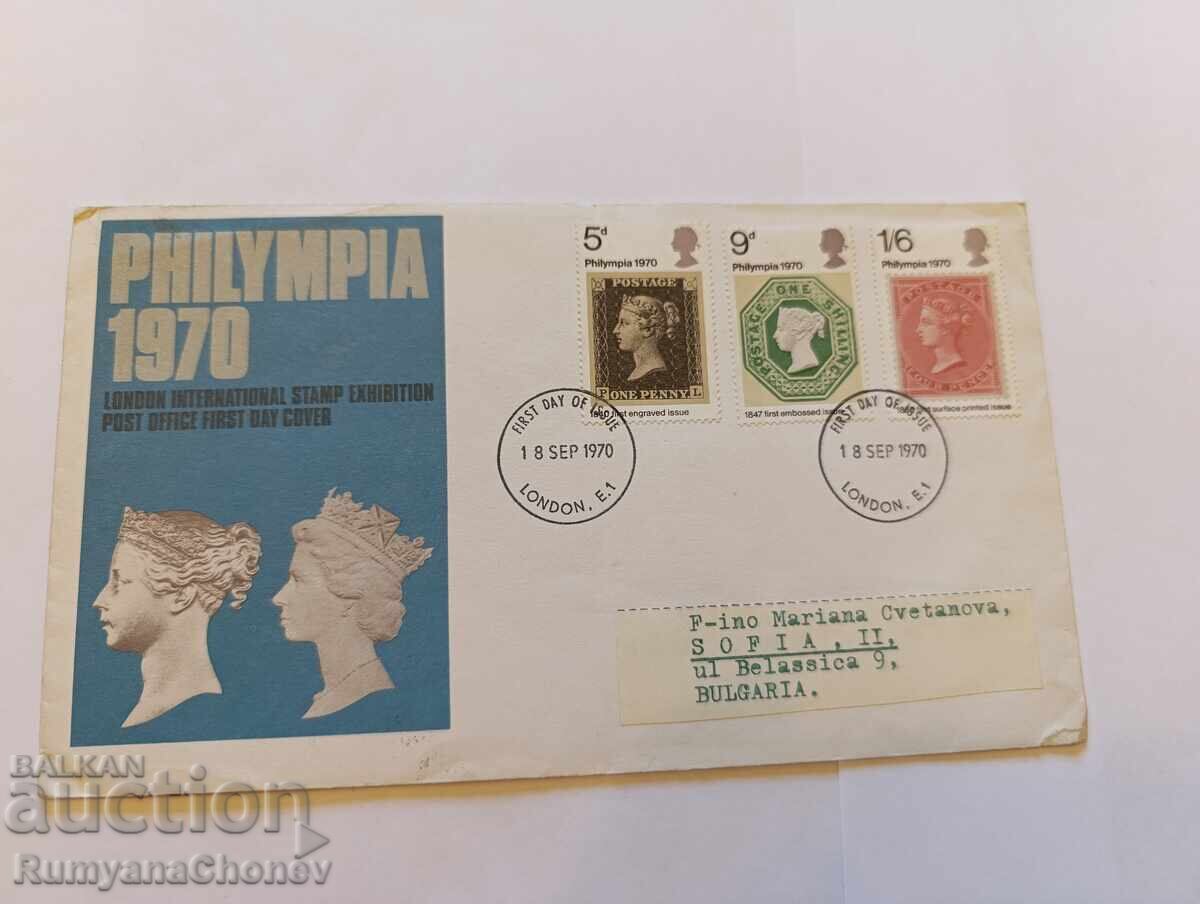 PHILYMPIA
1970
LONDON INTERNATIONAL STAMP EXHIBITION
POST OFFICE FIRST DAY COVER
5d
Philympia 1970
POSTAGE
P ONE PENNY. L
1840 first engraved issue
9d
Philympia 1970
POSTAGE ONE SHILLING
1847 first embossed issue
1/6
Philympia 1970
POSTAGE
FOUR PENCE
surface printed issue
FIRST DAY OF ISSUE
18 SEP 1970
LONDON, E.1
FIRST DAY OF ISSUE
18 SEP 1970
LONDON, E.1
F-ino Mariana Cvetanova,
SOFIA, II,
ul Belassica 9,
BULGARIA.
BALKAN
auction
RumyanaChonev